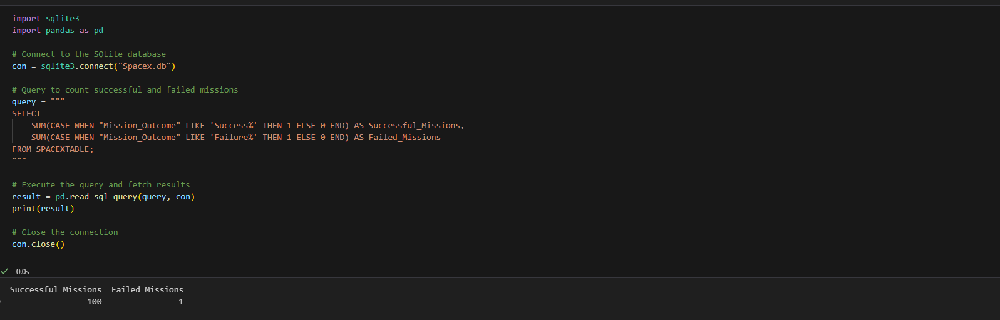 import sqlite3
import pandas as pd
# Connect to the SQLite database
con = sqlite3.connect("Spacex.db")
# Query to count successful and failed missions
query = """
SELECT
    SUM(CASE WHEN "Mission_Outcome" LIKE 'Success%' THEN 1 ELSE 0 END) AS Successful_Missions,
    SUM(CASE WHEN "Mission_Outcome" LIKE 'Failure%' THEN 1 ELSE 0 END) AS Failed_Missions
FROM SPACEXTABLE;
"""
# Execute the query and fetch results
result = pd.read_sql_query(query, con)
print(result)
# Close the connection
con.close()
0.0s
Successful_Missions  Failed_Missions
100  1